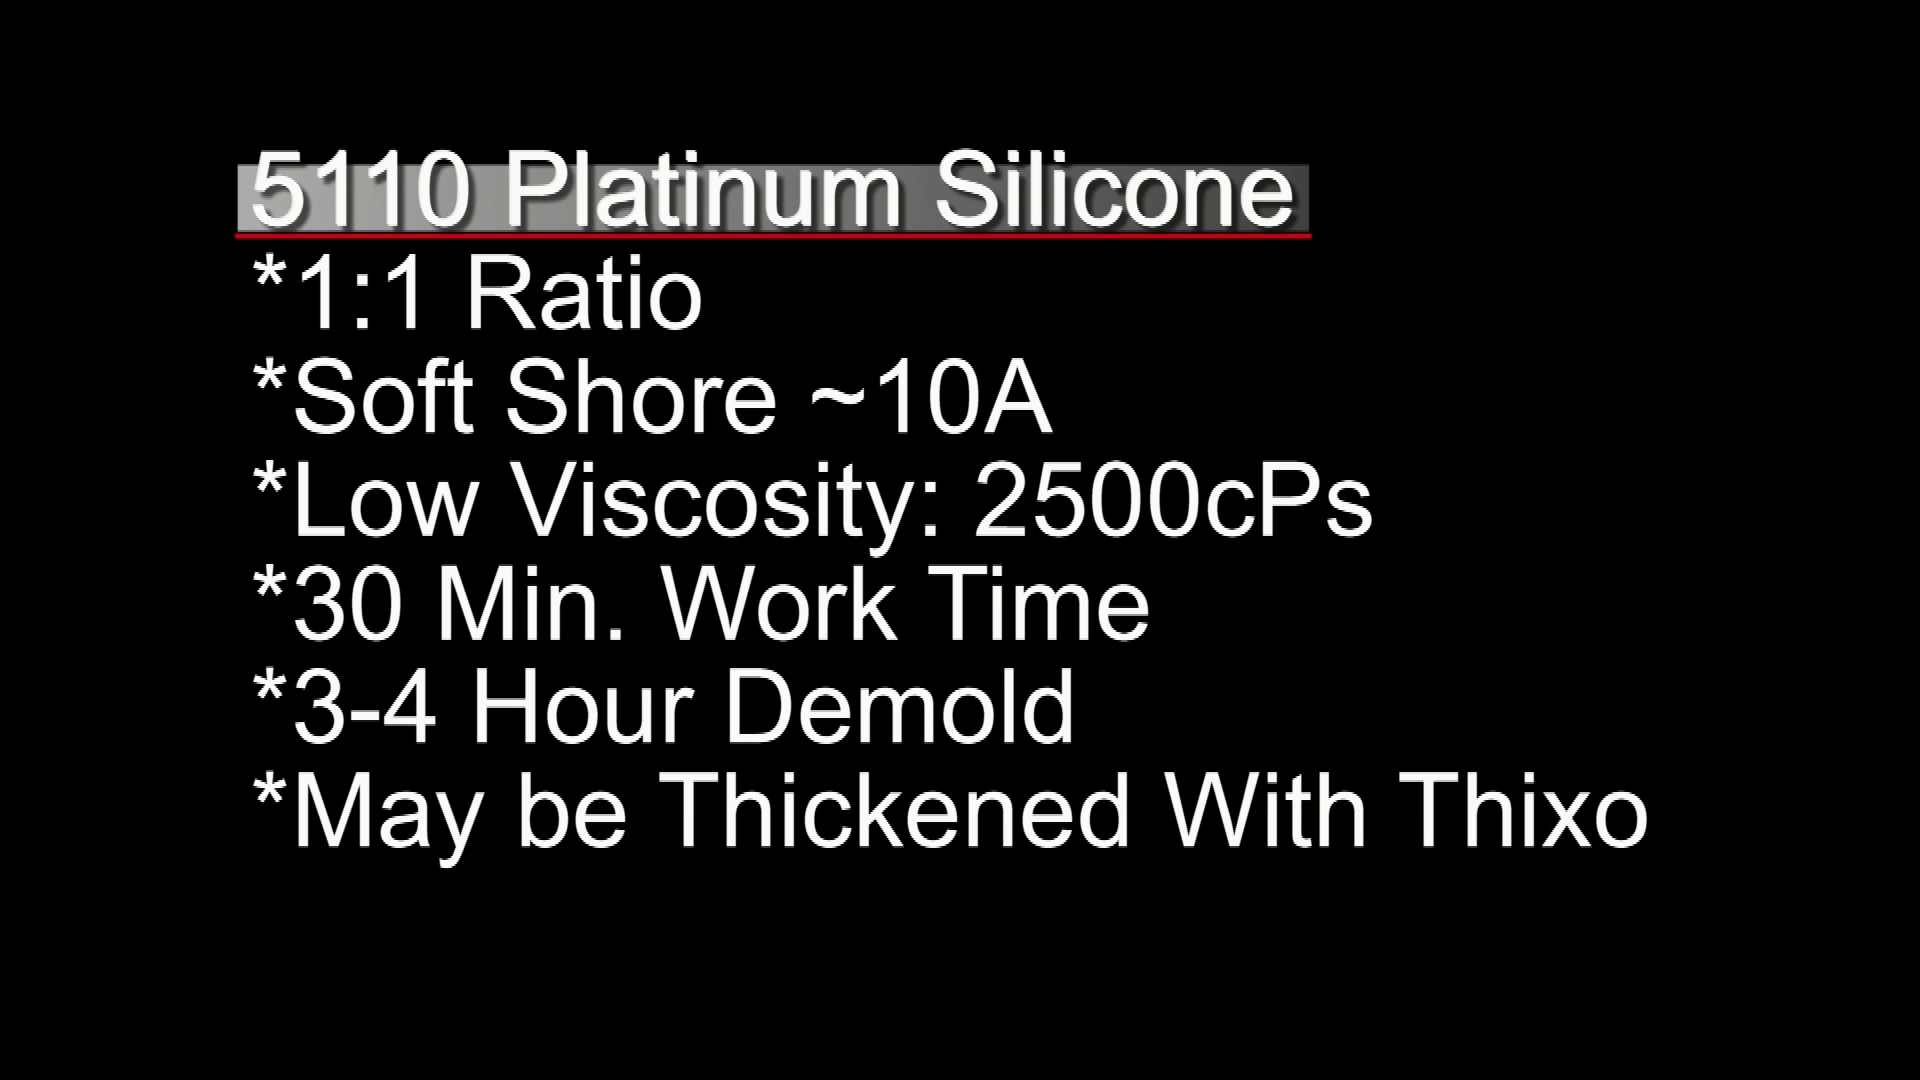 5110 Platinum Silicone
*1:1 Ratio
*Soft Shore ~10A
*Low Viscosity: 2500cPs
*30 Min. Work Time
*3-4 Hour Demold
*May be Thickened With Thixo